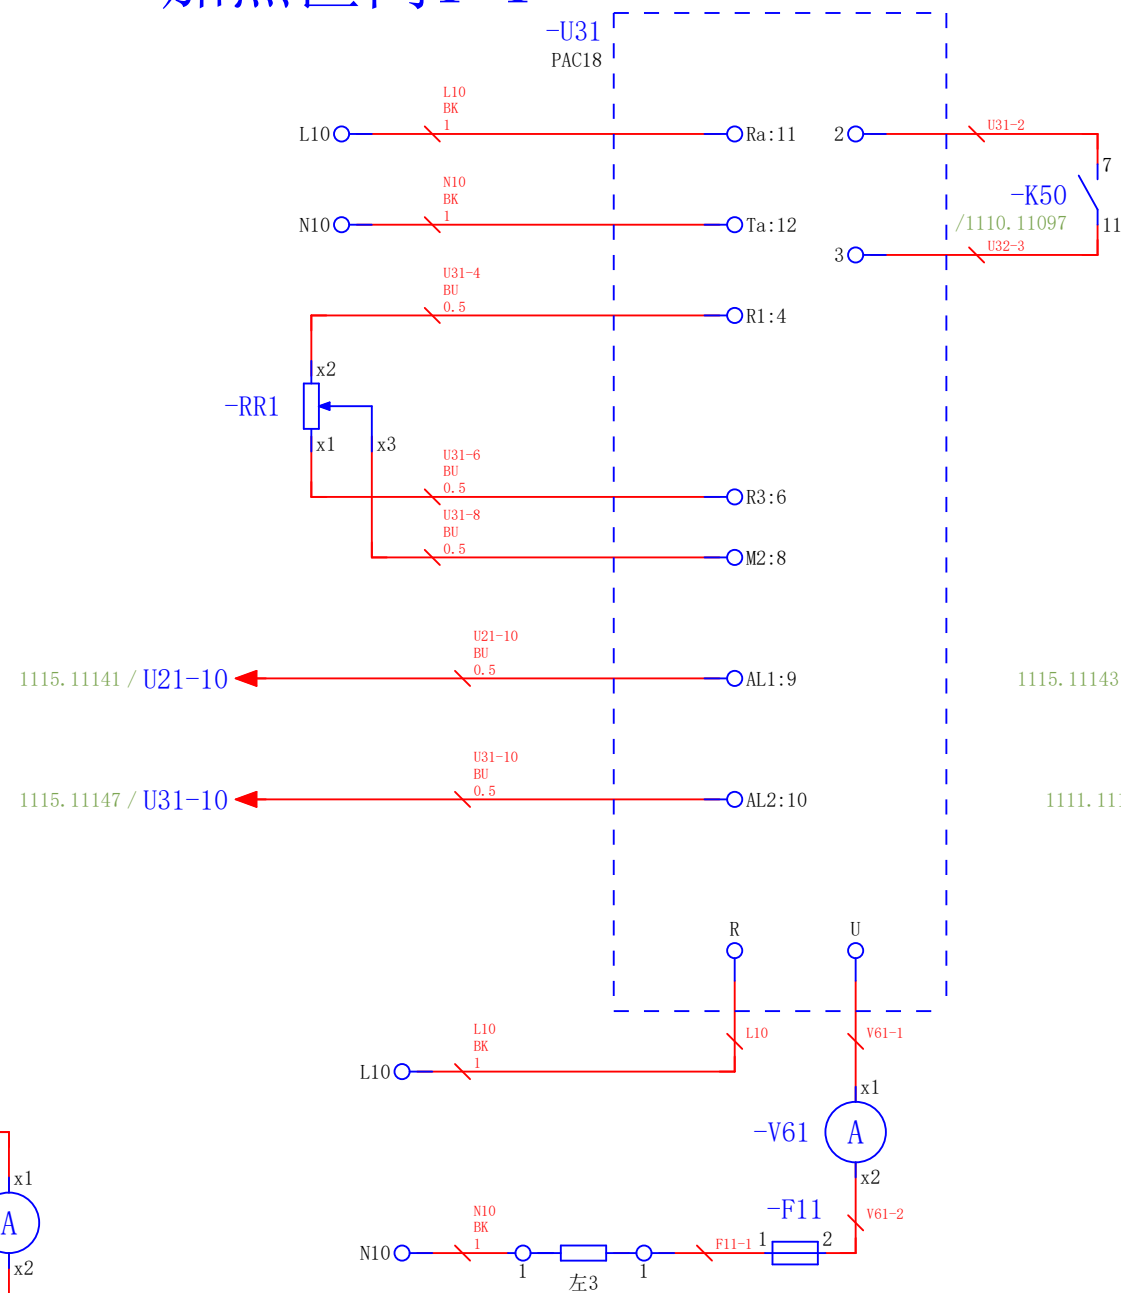 -U31
PAC18
L10
BK
1
L10
Ra:11
2
U31-2
7
N10
BK
1
N10
Ta:12
-K50
/1110.11097
11
3
U32-3
U31-4
BU
0.5
R1:4
x2
-RR1
x1
x3
U31-6
BU
0.5
R3:6
U31-8
BU
0.5
M2:8
U21-10
BU
0.5
1115.11141 / U21-10
AL1:9
1115.11143
U31-10
BU
0.5
1115.11147 / U31-10
AL2:10
R
U
L10
BK
1
L10
L10
V61-1
x1
-V61
A
x2
x1
A
x2
-F11
V61-2
N10
BK
1
N10
1
左3
1
F11-1
1
2